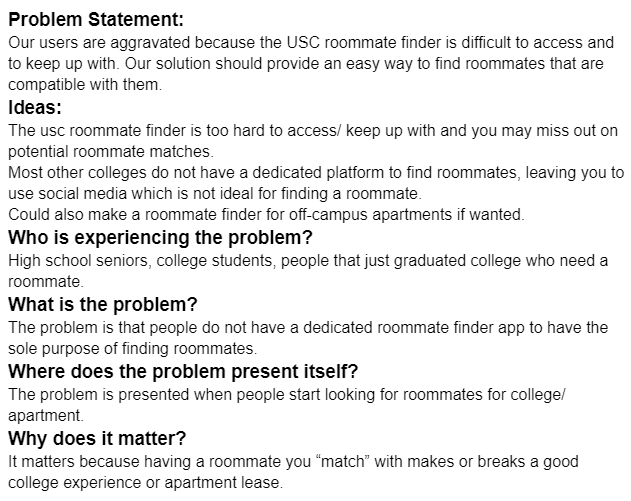 Problem Statement:
Our users are aggravated because the USC roommate finder is difficult to access and
to keep up with. Our solution should provide an easy way to find roommates that are
compatible with them.
Ideas:
The usc roommate finder is too hard to access/ keep up with and you may miss out on
potential roommate matches.
Most other colleges do not have a dedicated platform to find roommates, leaving you to
use social media which is not ideal for finding a roommate.
Could also make a roommate finder for off-campus apartments if wanted.
Who is experiencing the problem?
High school seniors, college students, people that just graduated college who need a
roommate.
What is the problem?
The problem is that people do not have a dedicated roommate finder app to have the
sole purpose of finding roommates.
Where does the problem present itself?
The problem is presented when people start looking for roommates for college/
apartment.
Why does it matter?
It matters because having a roommate you “match” with makes or breaks a good
college experience or apartment lease.